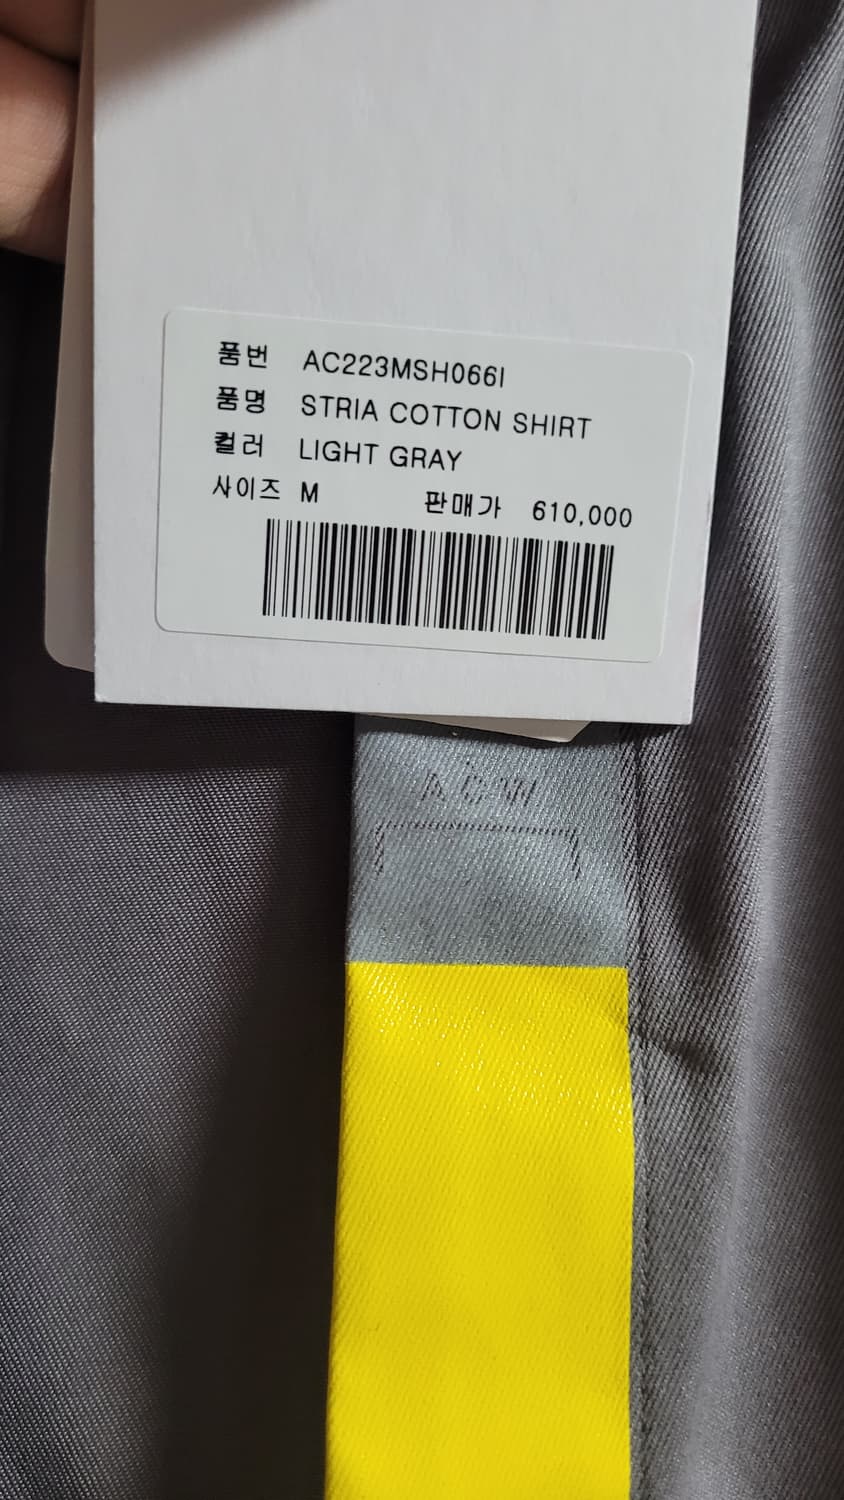 품번 AC223MSH066I
품명 STRIA COTTON SHIRT
컬러 LIGHT GRAY
사이즈 M 판매가 610,000
A C W